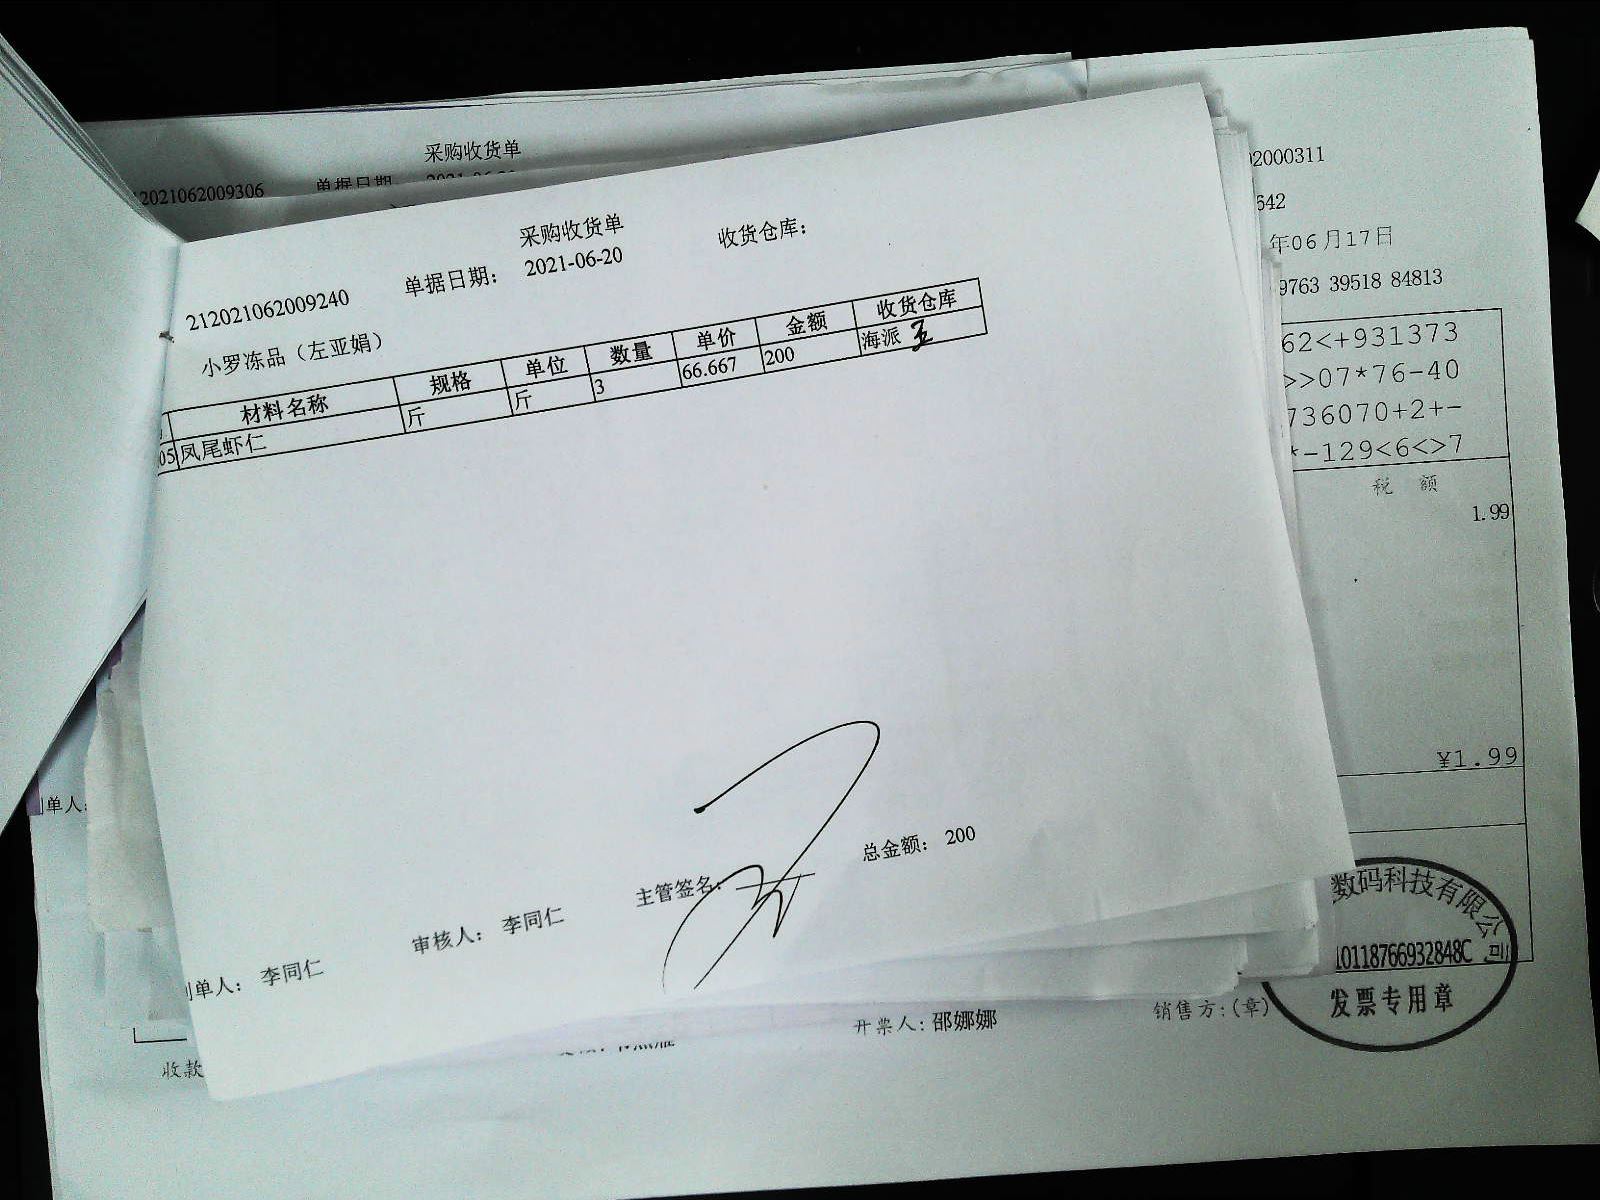 采购收货单
2021062009306 单据日期:
采购收货单
212021062009240 单据日期: 2021-06-20 收货仓库:
小罗冻品（左亚娟）
材料名称 规格 单位 数量 单价 金额 收货仓库
05 凤尾虾仁 斤 斤 3 66.667 200 海派
总金额: 200
单人: 李同仁 审核人: 李同仁 主管签名:
单人:
2000311
642
年06月17日
9763 39518 84813
62<+931373
>>07*76-40
736070+2+-
*-129<6<>7
税 额
1.99
¥1.99
数码科技有限公司
10118766932848C
发票专用章
收款
开票人: 邵娜娜
销售方:(章)